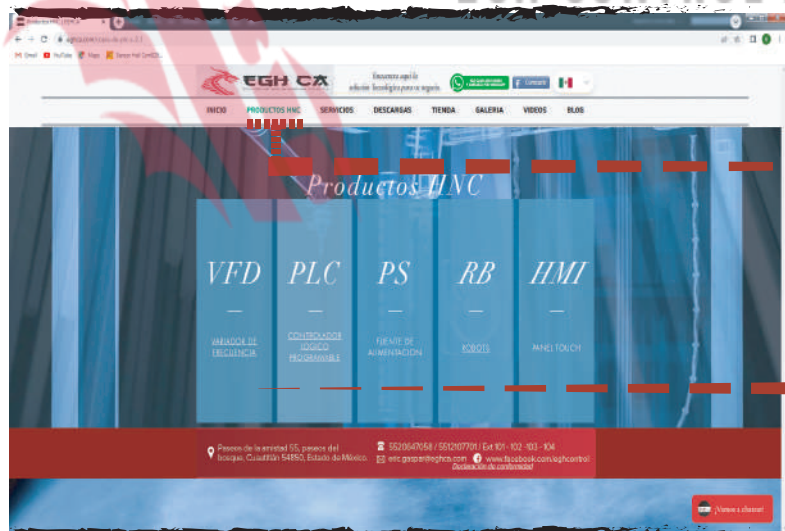 Gmail YouTube Maps
EGH CA
Encuentra aquí la
solución Tecnológica para tu negocio.
Compartir
INICIO PRODUCTOS HNC SERVICIOS DESCARGAS TIENDA GALERIA VIDEOS BLOG
Productos HNC
VFD PLC PS RB HMI
VARIADOR DE FRECUENCIA
CONTROLADOR LOGICO PROGRAMABLE
FUENTE DE ALIMENTACION
ROBOTS
PANEL TOUCH
Paseos de la amistad 55, paseos del
bosque, Cuautitlán 54850, Estado de México.
5520647058 / 5512107701 / Ext 101 - 102 -103 - 104
eric.gaspar@eghca.com www.facebook.com/eghcontrol
Declaración de conformidad
¡Vamos a chatear!